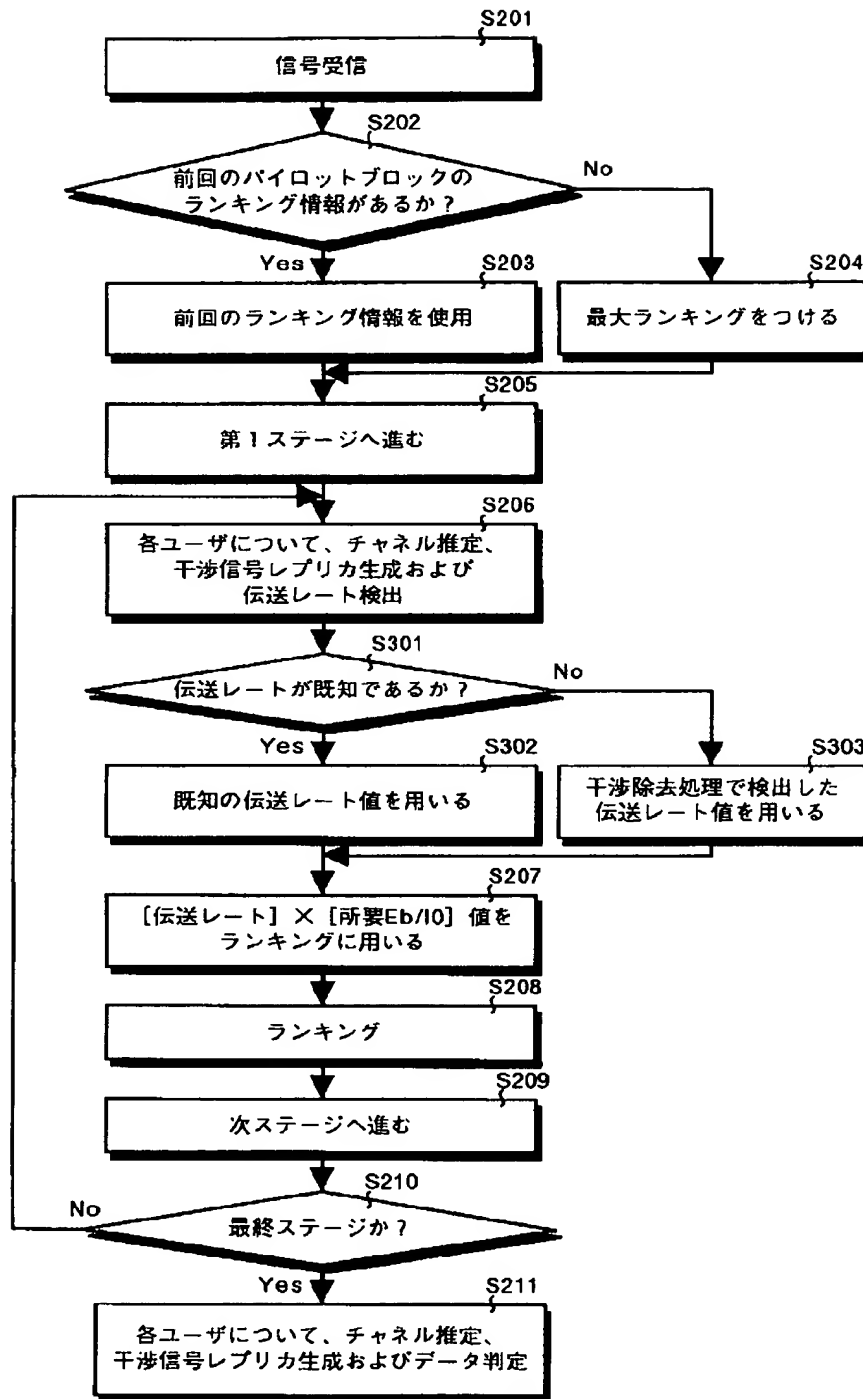 S201
信号受信
S202
前回のパイロットブロックの
ランキング情報があるか?
No
Yes
S203
前回のランキング情報を使用
S204
最大ランキングをつける
S205
第1ステージへ進む
S206
各ユーザについて、チャネル推定、
干渉信号レプリカ生成および
伝送レート検出
S301
伝送レートが既知であるか?
No
Yes
S302
既知の伝送レート値を用いる
S303
干渉除去処理で検出した
伝送レート値を用いる
S207
[伝送レート]×[所要Eb/I0]値を
ランキングに用いる
S208
ランキング
S209
次ステージへ進む
S210
No
最終ステージか?
Yes
S211
各ユーザについて、チャネル推定、
干渉信号レプリカ生成およびデータ判定